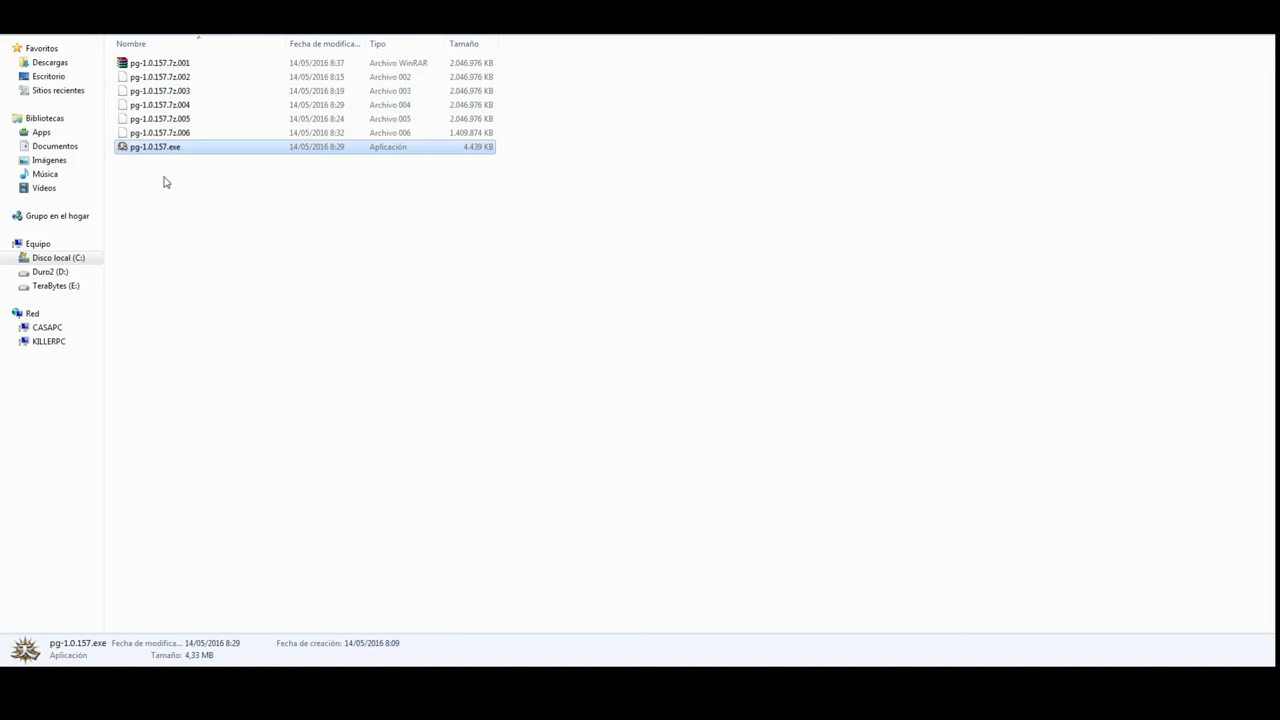 Nombre Fecha de modifica... Tipo Tamaño
Favoritos
Descargas
Escritorio
Sitios recientes
Bibliotecas
Apps
Documentos
Imágenes
Música
Vídeos
Grupo en el hogar
Equipo
Disco local (C:)
Duro2 (D:)
TeraBytes (E:)
Red
CASAPC
KILLERPC
pg-1.0.157.7z.001 14/05/2016 8:37 Archivo WinRAR 2.046.976 KB
pg-1.0.157.7z.002 14/05/2016 8:15 Archivo 002 2.046.976 KB
pg-1.0.157.7z.003 14/05/2016 8:19 Archivo 003 2.046.976 KB
pg-1.0.157.7z.004 14/05/2016 8:29 Archivo 004 2.046.976 KB
pg-1.0.157.7z.005 14/05/2016 8:24 Archivo 005 2.046.976 KB
pg-1.0.157.7z.006 14/05/2016 8:32 Archivo 006 1.409.874 KB
pg-1.0.157.exe 14/05/2016 8:29 Aplicación 4.439 KB
pg-1.0.157.exe Fecha de modifica... 14/05/2016 8:29 Fecha de creación: 14/05/2016 8:09
Aplicación Tamaño: 4,33 MB